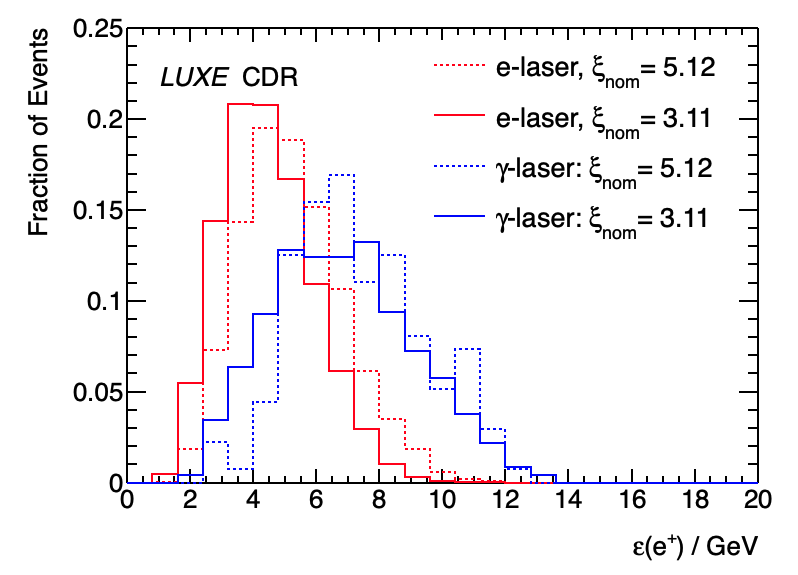 Fraction of Events
LUXE CDR
e-laser, ξnom= 5.12
e-laser, ξnom= 3.11
γ-laser: ξnom= 5.12
γ-laser: ξnom= 3.11
0.25
0.2
0.15
0.1
0.05
0
0 2 4 6 8 10 12 14 16 18 20
ε(e⁺) / GeV